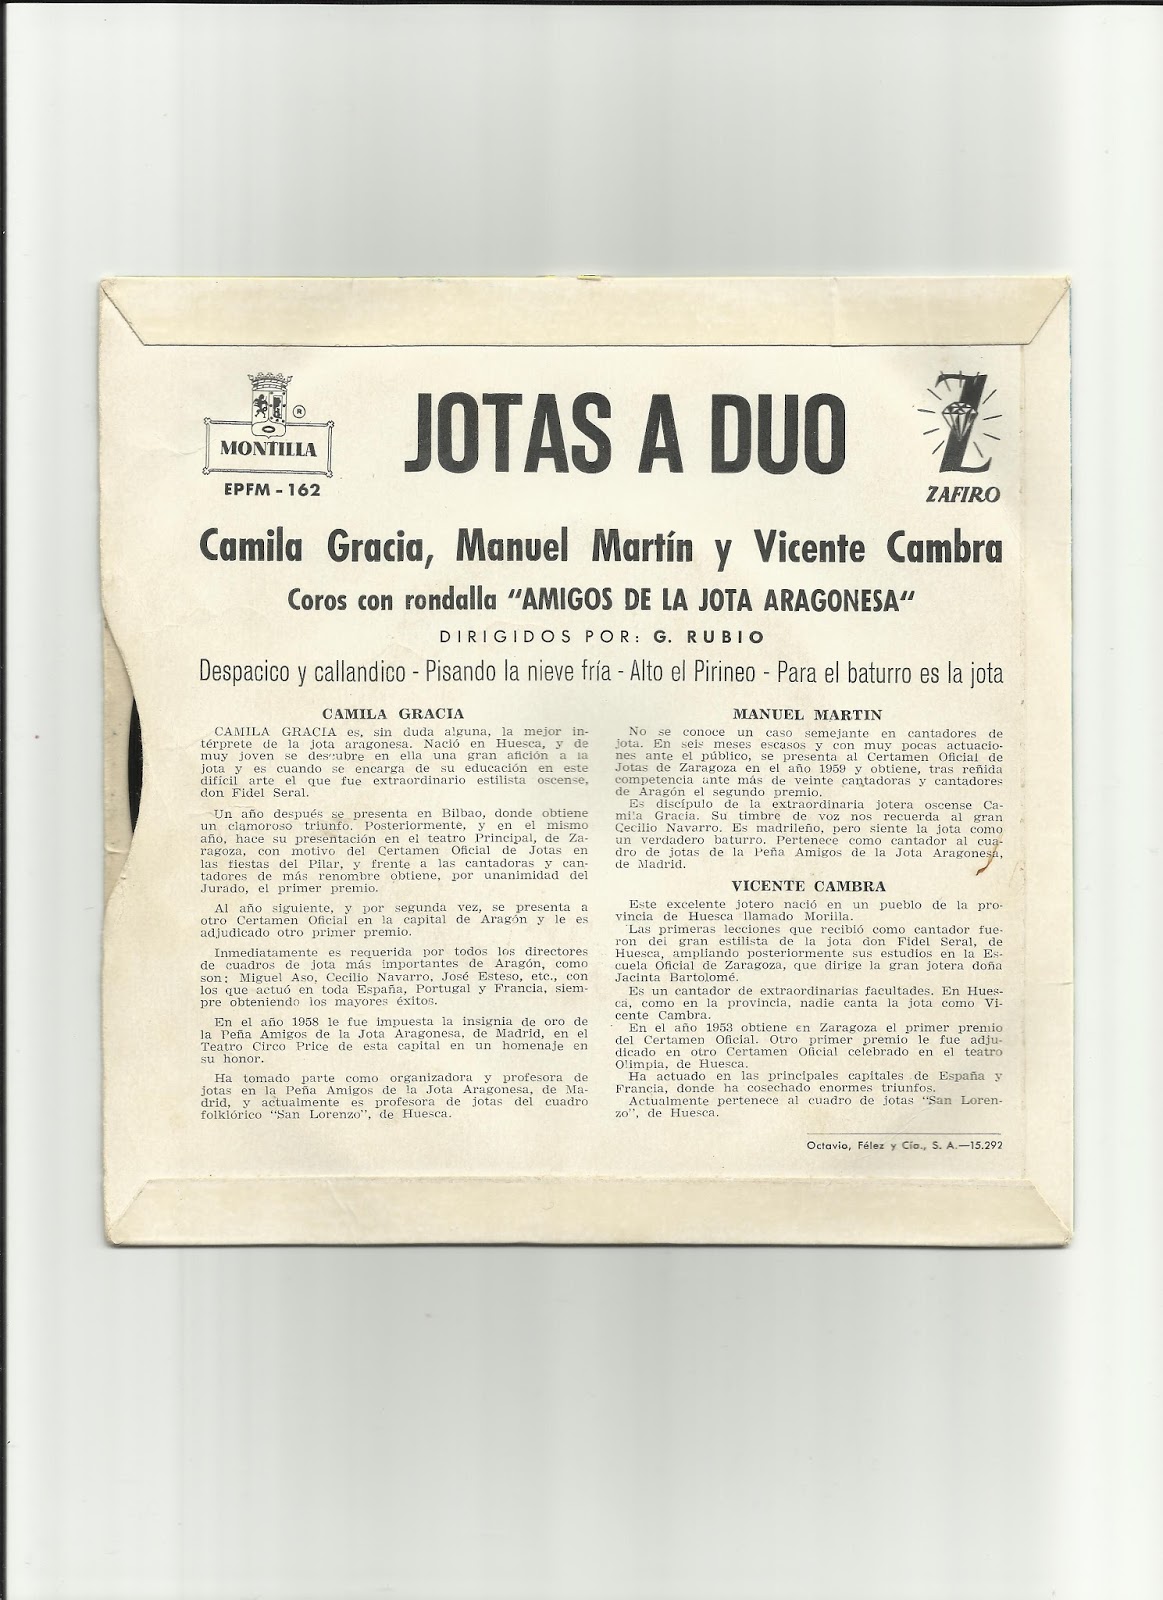 MONTILLA
®
EPFM - 162
JOTAS A DUO
Z
ZAFIRO
Camila Gracia, Manuel Martín y Vicente Cambra
Coros con rondalla "AMIGOS DE LA JOTA ARAGONESA"
DIRIGIDOS POR: G. RUBIO
Despacico y callandico - Pisando la nieve fría - Alto el Pirineo - Para el baturro es la jota
CAMILA GRACIA
CAMILA GRACIA es, sin duda alguna, la mejor in-
térprete de la jota aragonesa. Nació en Huesca, y de
muy joven se descubre en ella una gran afición a la
jota y es cuando se encarga de su educación en este
difícil arte el que fue extraordinario estilista oscense,
don Fidel Seral.
Un año después se presenta en Bilbao, donde obtiene
un clamoroso triunfo. Posteriormente, y en el mismo
año, hace su presentación en el teatro Principal, de Za-
ragoza, con motivo del Certamen Oficial de Jotas en
las fiestas del Pilar, y frente a las cantadoras y can-
tadores de más renombre obtiene, por unanimidad del
Jurado, el primer premio.
Al año siguiente, y por segunda vez, se presenta a
otro Certamen Oficial en la capital de Aragón y le es
adjudicado otro primer premio.
Inmediatamente es requerida por todos los directores
de cuadros de jota más importantes de Aragón, como
son: Miguel Aso, Cecilio Navarro, José Esteso, etc., con
los que actuó en toda España, Portugal y Francia, siem-
pre obteniendo los mayores éxitos.
En el año 1958 le fue impuesta la insignia de oro de
la Peña Amigos de la Jota Aragonesa, de Madrid, en el
Teatro Circo Price de esta capital en un homenaje en
su honor.
Ha tomado parte como organizadora y profesora de
jotas en la Peña Amigos de la Jota Aragonesa, de Ma-
drid, y actualmente es profesora de jotas del cuadro
folklórico "San Lorenzo", de Huesca.
MANUEL MARTIN
No se conoce un caso semejante en cantadores de
jota. En seis meses escasos y con muy pocas actuacio-
nes ante el público, se presenta al Certamen Oficial de
Jotas de Zaragoza en el año 1959 y obtiene, tras reñida
competencia ante más de veinte cantadoras y cantadores
de Aragón el segundo premio.
Es discípulo de la extraordinaria jotera oscense Ca-
mila Gracia. Su timbre de voz nos recuerda al gran
Cecilio Navarro. Es madrileño, pero siente la jota como
un verdadero baturro. Pertenece como cantador al cua-
dro de jotas de la Peña Amigos de la Jota Aragonesa,
de Madrid.
VICENTE CAMBRA
Este excelente jotero nació en un pueblo de la pro-
vincia de Huesca llamado Morilla.
Las primeras lecciones que recibió como cantador fue-
ron del gran estilista de la jota don Fidel Seral, de
Huesca, ampliando posteriormente sus estudios en la Es-
cuela Oficial de Zaragoza, que dirige la gran jotera doña
Jacinta Bartolomé.
Es un cantador de extraordinarias facultades. En Hues-
ca, como en la provincia, nadie canta la jota como Vi-
cente Cambra.
En el año 1953 obtiene en Zaragoza el primer premio
del Certamen Oficial. Otro primer premio le fue adju-
dicado en otro Certamen Oficial celebrado en el teatro
Olimpia, de Huesca.
Ha actuado en las principales capitales de España y
Francia, donde ha cosechado enormes triunfos.
Actualmente pertenece al cuadro de jotas "San Loren-
zo", de Huesca.
Octavio, Félez y Cía., S. A.—15.292